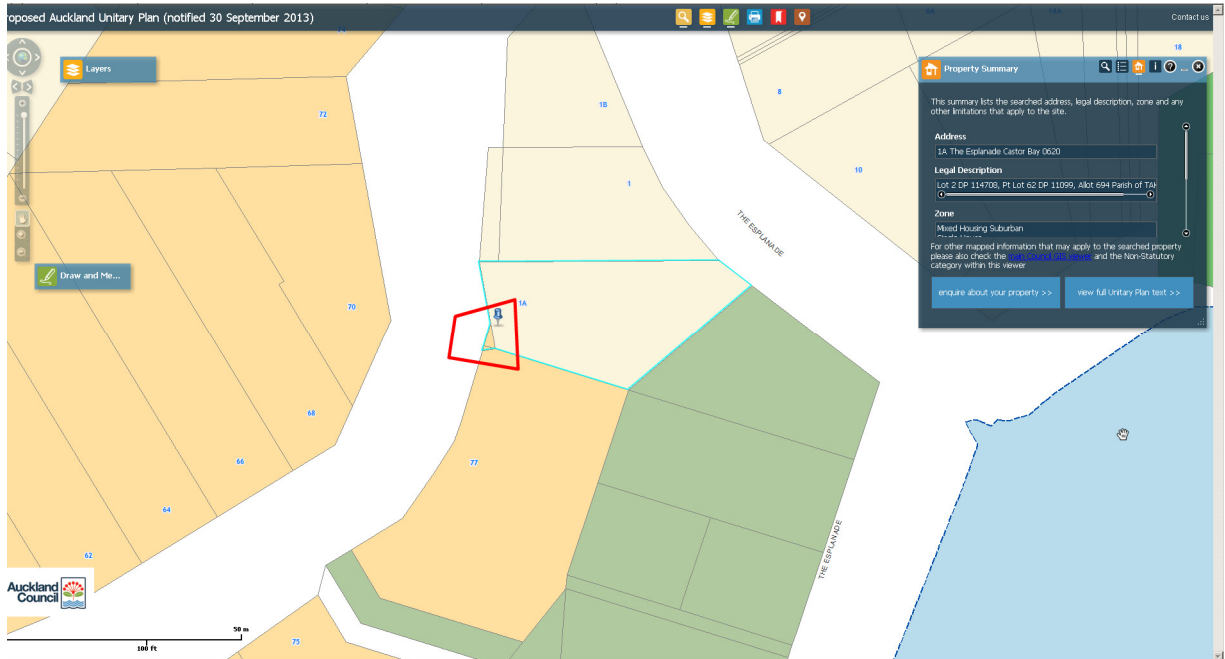 roposed Auckland Unitary Plan (notified 30 September 2013)
Contact us
Layers
Draw and Me...
Property Summary
This summary lists the searched address, legal description, zone and any
other limitations that apply to the site.
Address
1A The Esplanade Castor Bay 0620
Legal Description
Lot 2 DP 114708, Pt Lot 62 DP 11099, Allot 694 Parish of TAK
Zone
Mixed Housing Suburban
For other mapped information that may apply to the searched property
please also check the main Council GIS viewer and the Non-Statutory
category within this viewer
enquire about your property >>
view full Unitary Plan text >>
18
72
1B
8
1
10
THE ESPLANADE
1A
70
68
66
77
64
62
THE ESPLANADE
75
Auckland
Council
50 m
100 ft